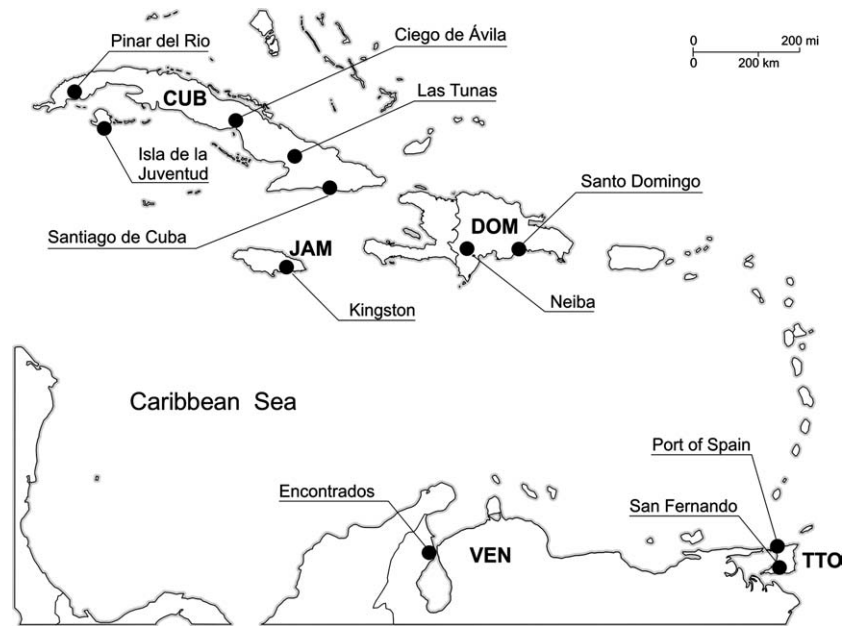 Pinar del Rio
Ciego de Ávila
0 200 mi
0 200 km
CUB
Las Tunas
Isla de la
Juventud
Santo Domingo
DOM
Santiago de Cuba
JAM
Kingston
Neiba
Caribbean Sea
Port of Spain
Encontrados
San Fernando
VEN
TTO